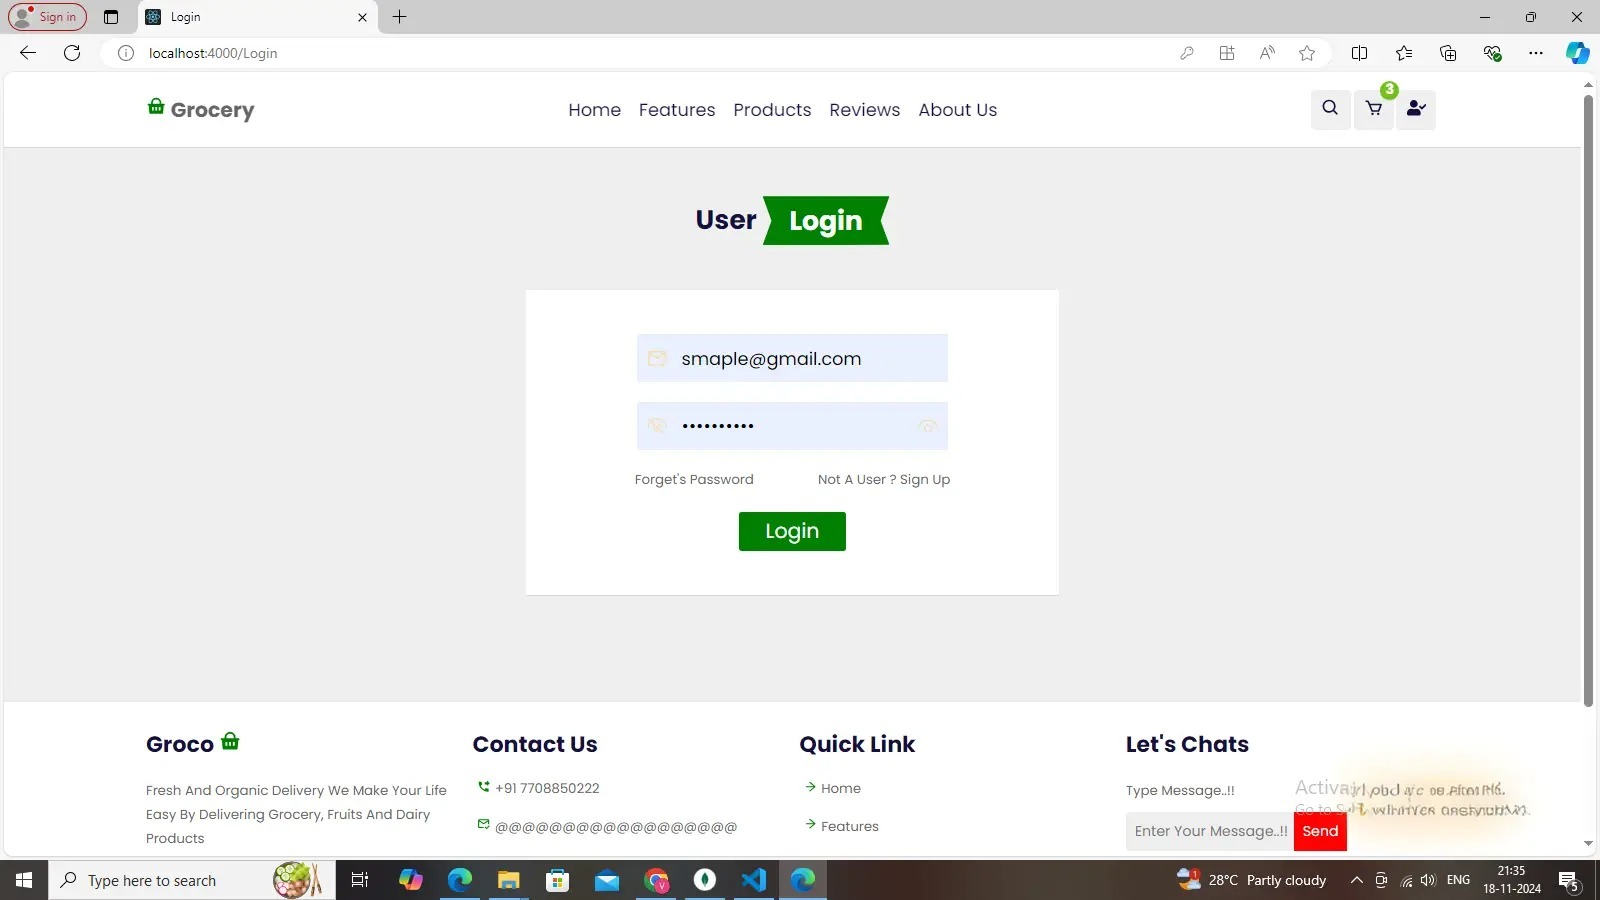 Sign in
Login
localhost:4000/Login
Grocery
Home Features Products Reviews About Us
3
User Login
smaple@gmail.com
••••••••••
Forget's Password Not A User ? Sign Up
Login
Groco
Fresh And Organic Delivery We Make Your Life
Easy By Delivering Grocery, Fruits And Dairy
Products
Contact Us
+91 7708850222
@@@@@@@@@@@@@@@@@@
Quick Link
Home
Features
Let's Chats
Type Message..!!
Enter Your Message..!! Send
Go to
Type here to search
1
28°C Partly cloudy
ENG
21:35
18-11-2024
5